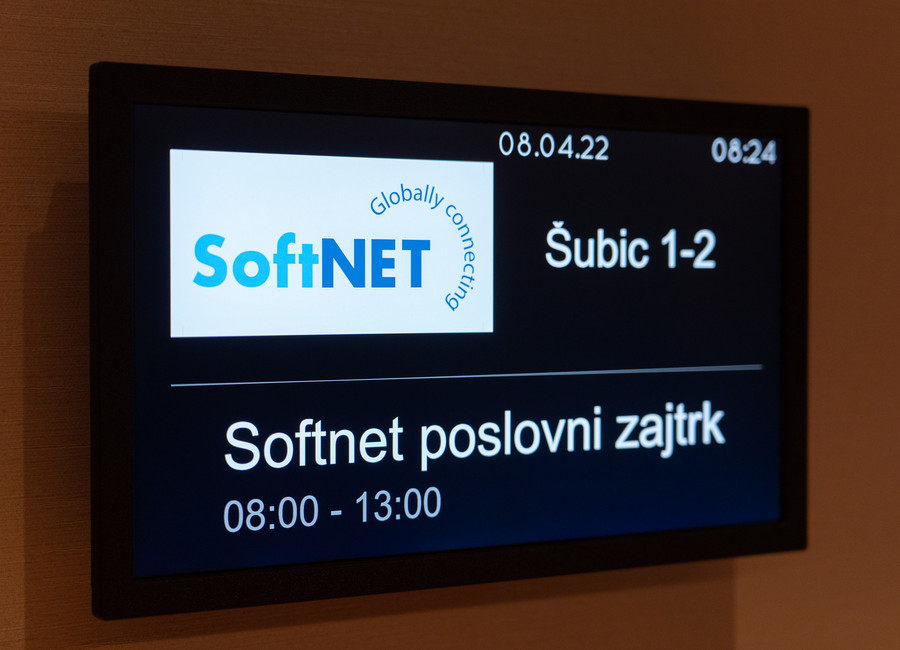 08.04.22 08:24
Globally connecting
SoftNET
Šubic 1-2
Softnet poslovni zajtrk
08:00 - 13:00